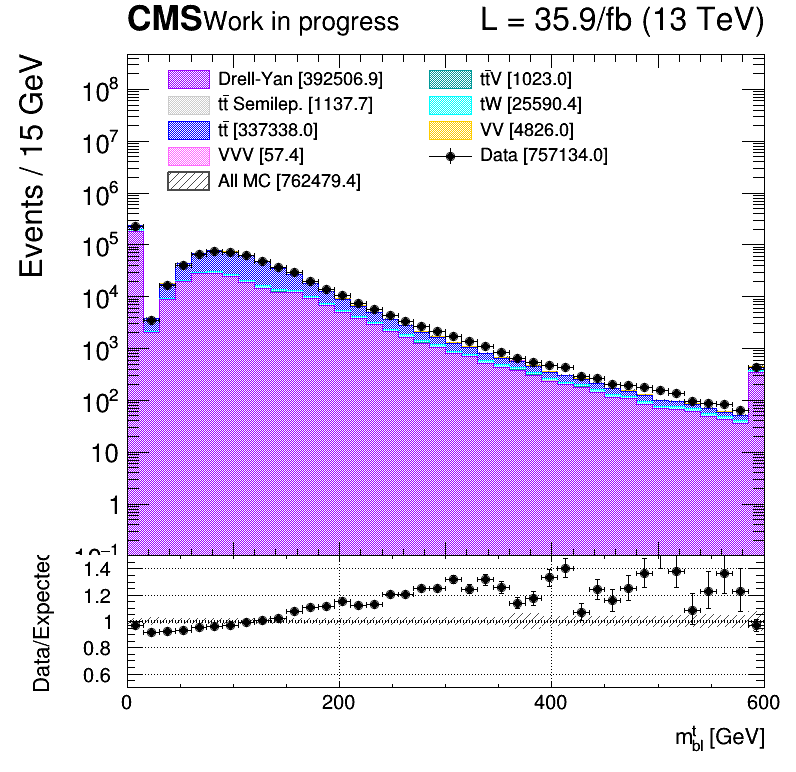 CMS Work in progress L = 35.9/fb (13 TeV)
Events / 15 GeV
10⁸
10⁷
10⁶
10⁵
10⁴
10³
10²
10
1
10⁻¹
Drell-Yan [392506.9]
tt̄ Semilep. [1137.7]
tt̄ [337338.0]
VVV [57.4]
All MC [762479.4]
tt̄V [1023.0]
tW [25590.4]
VV [4826.0]
Data [757134.0]
Data/Expected
1.4
1.2
1
0.8
0.6
0 200 400 600
mᵗbl [GeV]